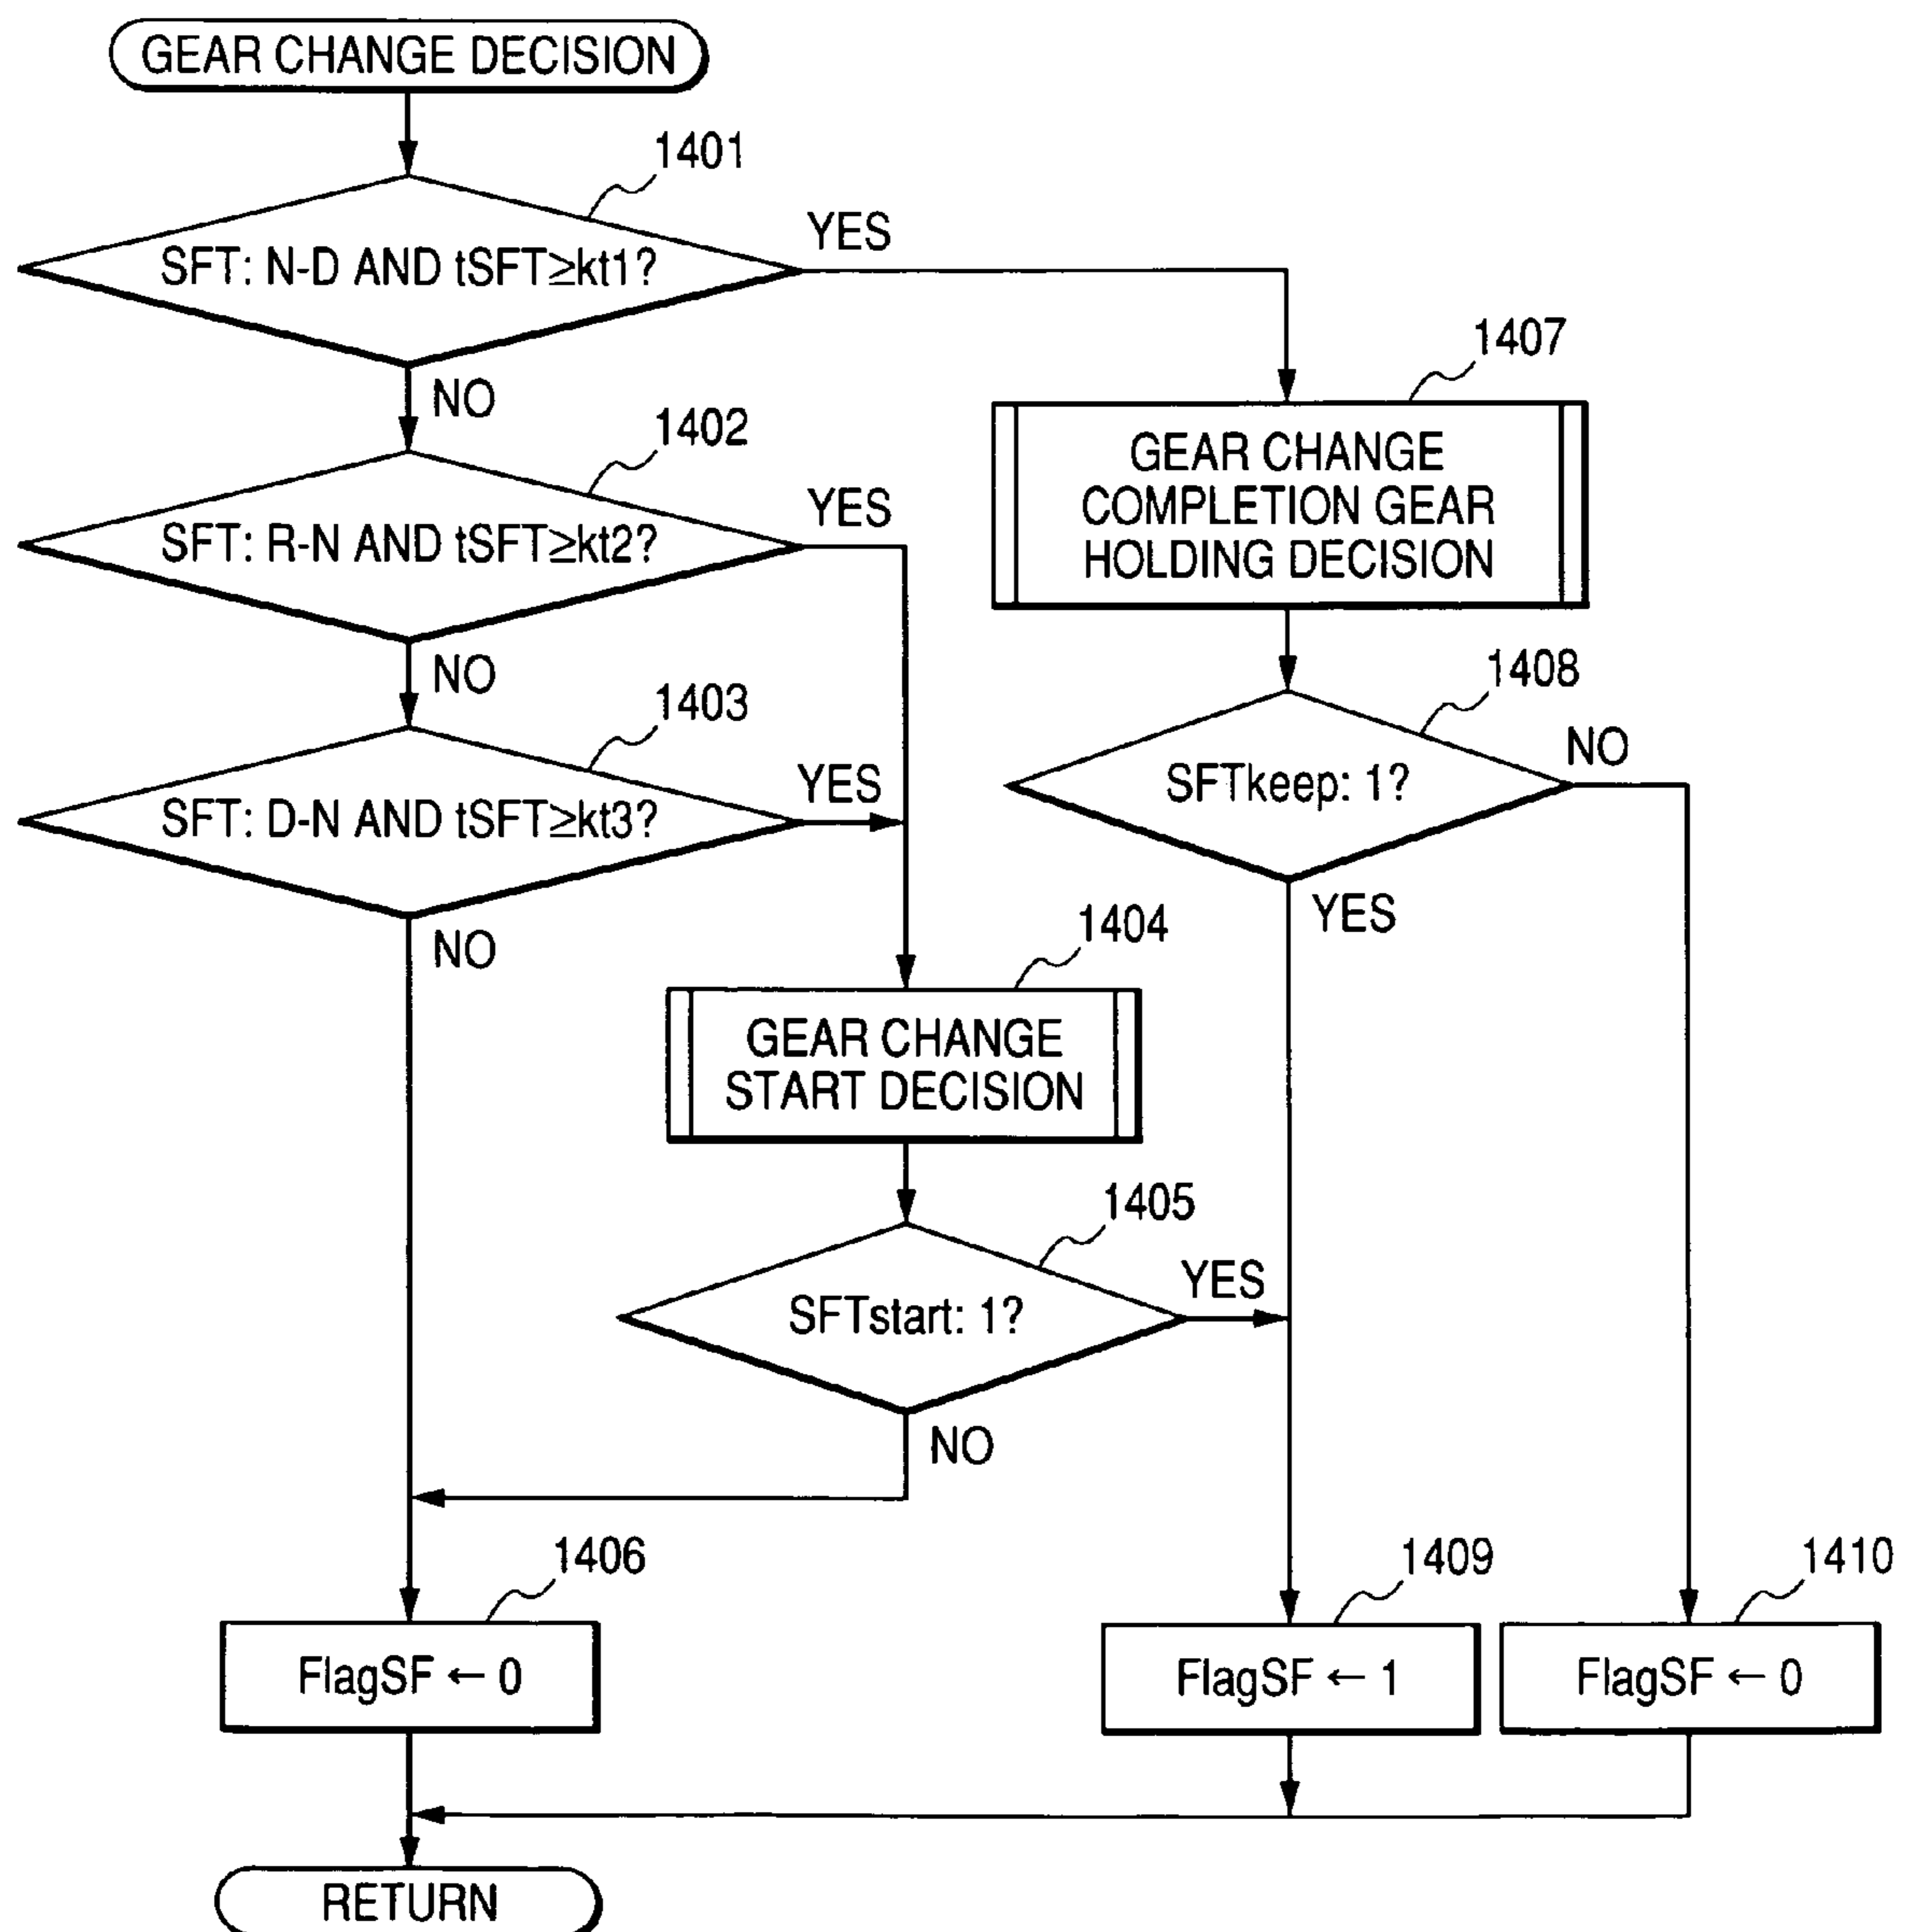 GEAR CHANGE DECISION
1401
SFT: N-D AND tSFT≥kt1?
YES
NO
1402
SFT: R-N AND tSFT≥kt2?
YES
NO
1403
SFT: D-N AND tSFT≥kt3?
YES
NO
1404
GEAR CHANGE
START DECISION
1405
SFTstart: 1?
YES
NO
1406
FlagSF ← 0
1407
GEAR CHANGE
COMPLETION GEAR
HOLDING DECISION
1408
SFTkeep: 1?
NO
YES
1409
FlagSF ← 1
1410
FlagSF ← 0
RETURN